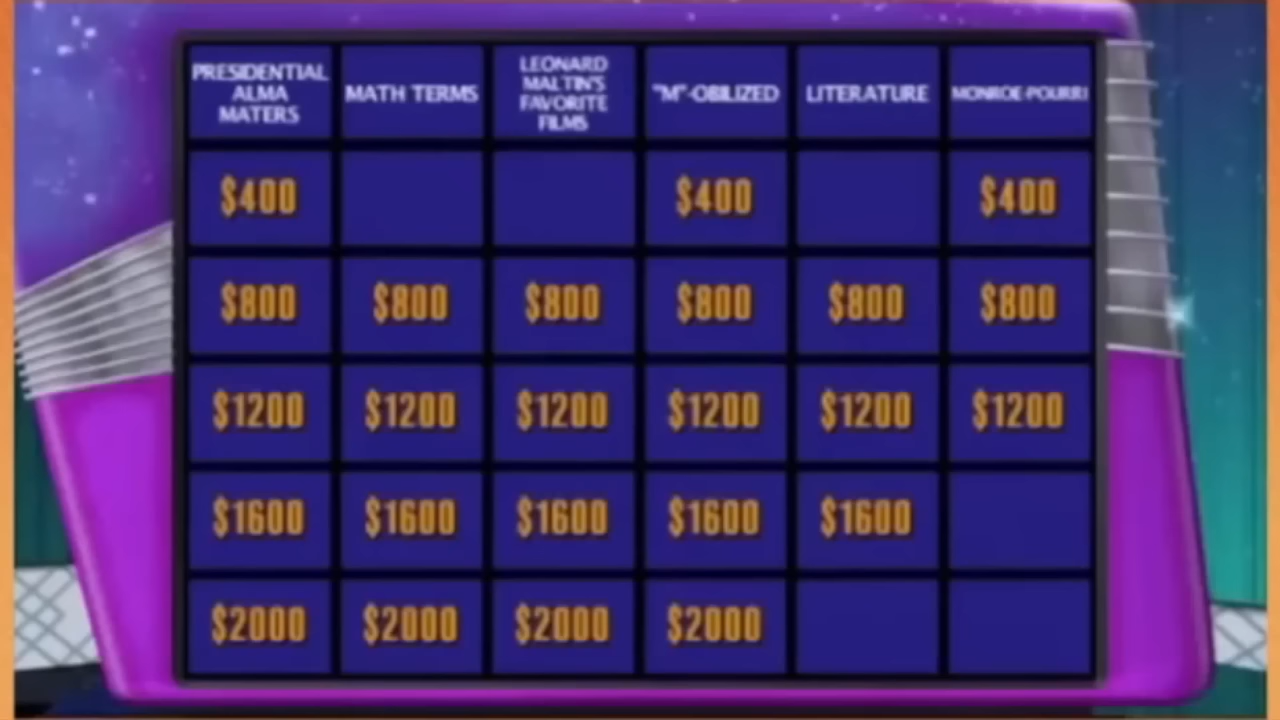 PRESIDENTIAL
ALMA
MATERS
MATH TERMS
LEONARD
MALTIN'S
FAVORITE
FILMS
"M"-OBILIZED
LITERATURE
MONROE-POURRI
$400 $400 $400
$800 $800 $800 $800 $800 $800
$1200 $1200 $1200 $1200 $1200 $1200
$1600 $1600 $1600 $1600 $1600
$2000 $2000 $2000 $2000